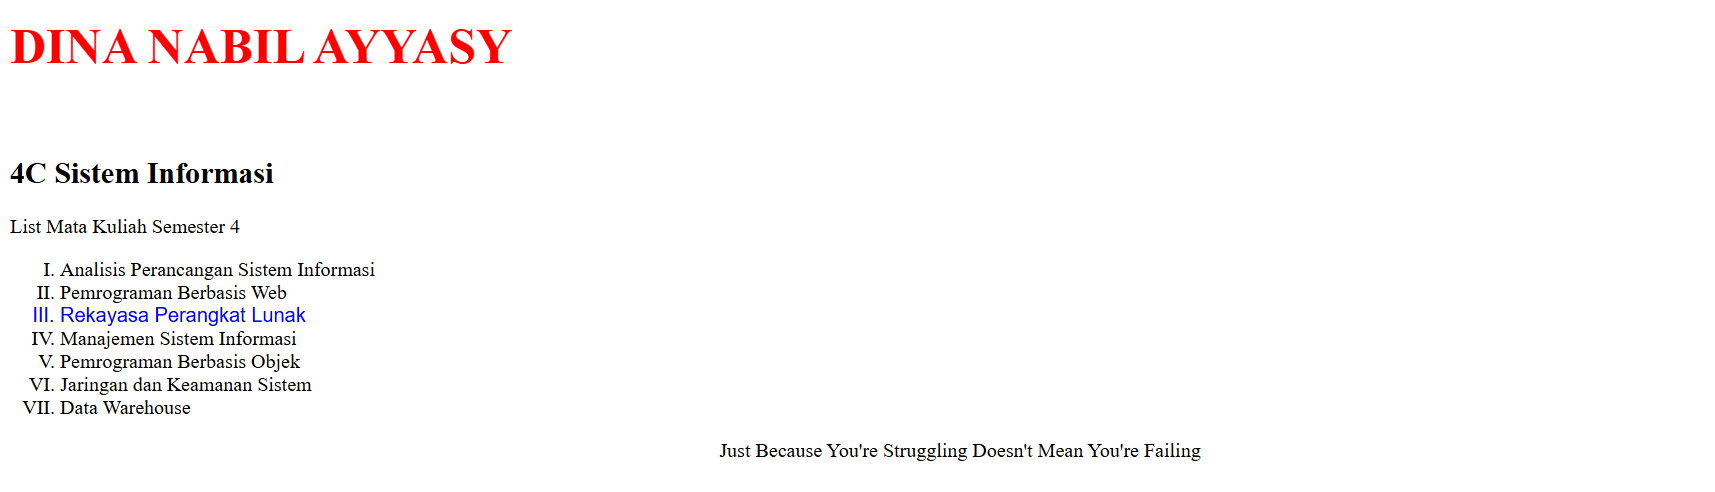 DINA NABIL AYYASY
4C Sistem Informasi
List Mata Kuliah Semester 4
I. Analisis Perancangan Sistem Informasi
II. Pemrograman Berbasis Web
III. Rekayasa Perangkat Lunak
IV. Manajemen Sistem Informasi
V. Pemrograman Berbasis Objek
VI. Jaringan dan Keamanan Sistem
VII. Data Warehouse
Just Because You're Struggling Doesn't Mean You're Failing